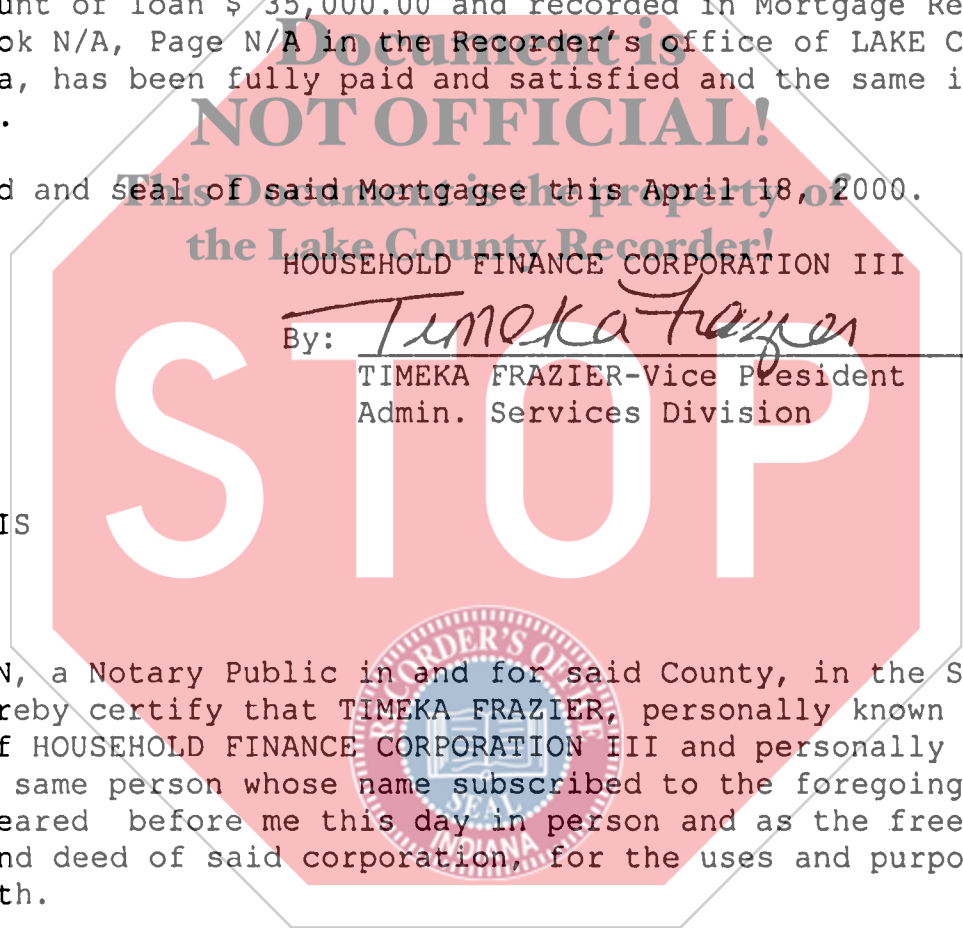 unt of loan $ 35,000.00 and recorded in Mortgage Re
ok N/A, Page N/A in the Recorder's office of LAKE C
Document is
a, has been fully paid and satisfied and the same i
NOT OFFICIAL!
.
d and seal of said Mortgagee this April 18, 2000.
This Document is the property of
the Lake County Recorder!
HOUSEHOLD FINANCE CORPORATION III
By: Timeka Frazier
TIMEKA FRAZIER-Vice President
Admin. Services Division
STOP
IS
N, a Notary Public in and for said County, in the S
reby certify that TIMEKA FRAZIER, personally known
f HOUSEHOLD FINANCE CORPORATION III and personally
same person whose name subscribed to the foregoing
eared before me this day in person and as the free
nd deed of said corporation, for the uses and purpo
th.
RECORDER'S OFFICE
SEAL
INDIANA